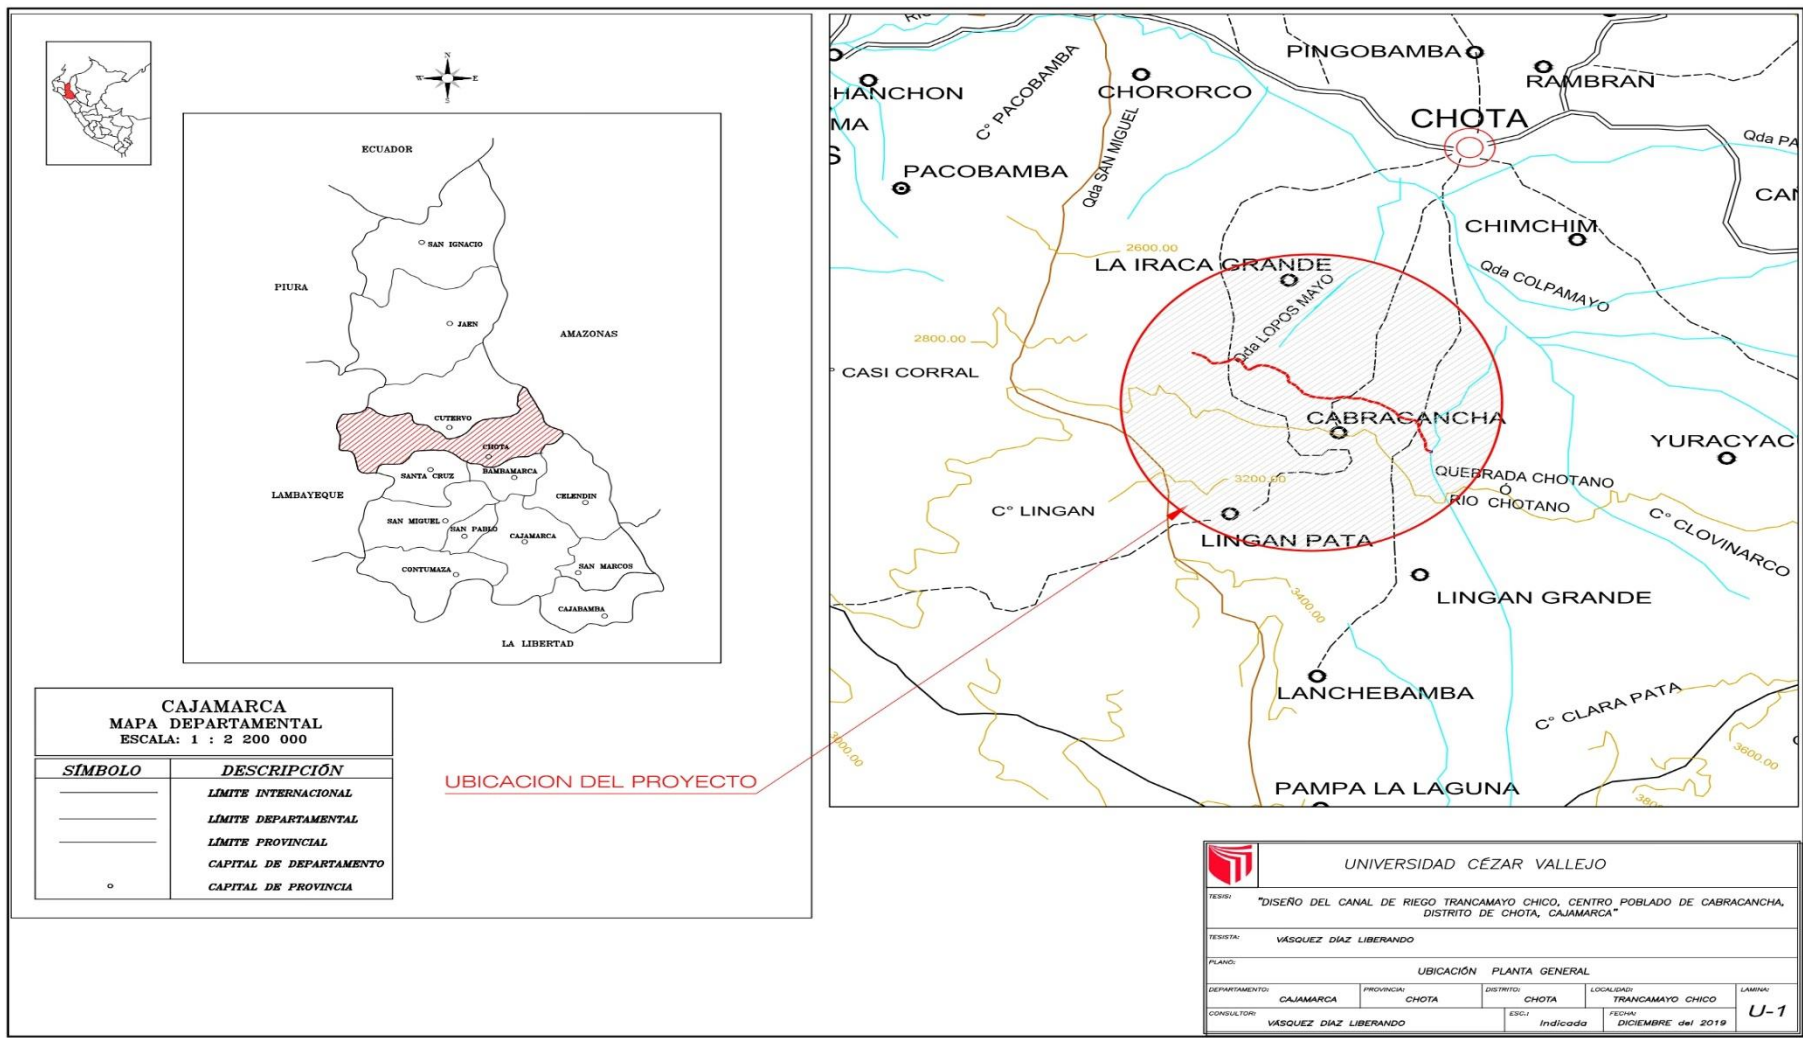 N
W
E
S
ECUADOR
SAN IGNACIO
PIURA
JAEN
AMAZONAS
CUTERVO
CHOTA
SANTA CRUZ
BAMBAMARCA
LAMBAYEQUE
CELENDIN
SAN MIGUEL
SAN PABLO
CAJAMARCA
CONTUMAZA
SAN MARCOS
CAJABAMBA
LA LIBERTAD
CAJAMARCA
MAPA DEPARTAMENTAL
ESCALA: 1 : 2 200 000
SÍMBOLO
DESCRIPCIÓN
LÍMITE INTERNACIONAL
LÍMITE DEPARTAMENTAL
LÍMITE PROVINCIAL
CAPITAL DE DEPARTAMENTO
CAPITAL DE PROVINCIA
UBICACION DEL PROYECTO
HANCHON
MA
S
C° PACOBAMBA
CHORORCO
PINGOBAMBA
RAMBRAN
CHOTA
Qda PA
Qda SAN MIGUEL
PACOBAMBA
CHIMCHIM
2600.00
LA IRACA GRANDE
Qda COLPAMAYO
Qda LOPOS MAYO
2800.00
CASI CORRAL
CABRACANCHA
YURACYAC
3200.00
QUEBRADA CHOTANO
O
RIO CHOTANO
C° LINGAN
LINGAN PATA
C° CLOVINARCO
3400.00
LINGAN GRANDE
LANCHEBAMBA
C° CLARA PATA
3600.00
PAMPA LA LAGUNA
UNIVERSIDAD CÉZAR VALLEJO
TESIS:
"DISEÑO DEL CANAL DE RIEGO TRANCAMAYO CHICO, CENTRO POBLADO DE CABRACANCHA,
DISTRITO DE CHOTA, CAJAMARCA"
TESISTA:
VÁSQUEZ DÍAZ LIBERANDO
PLANO:
UBICACIÓN PLANTA GENERAL
DEPARTAMENTO:
CAJAMARCA
PROVINCIA:
CHOTA
DISTRITO:
CHOTA
LOCALIDAD:
TRANCAMAYO CHICO
LAMINA:
U-1
CONSULTOR:
VÁSQUEZ DÍAZ LIBERANDO
ESC.:
Indicada
FECHA:
DICIEMBRE del 2019